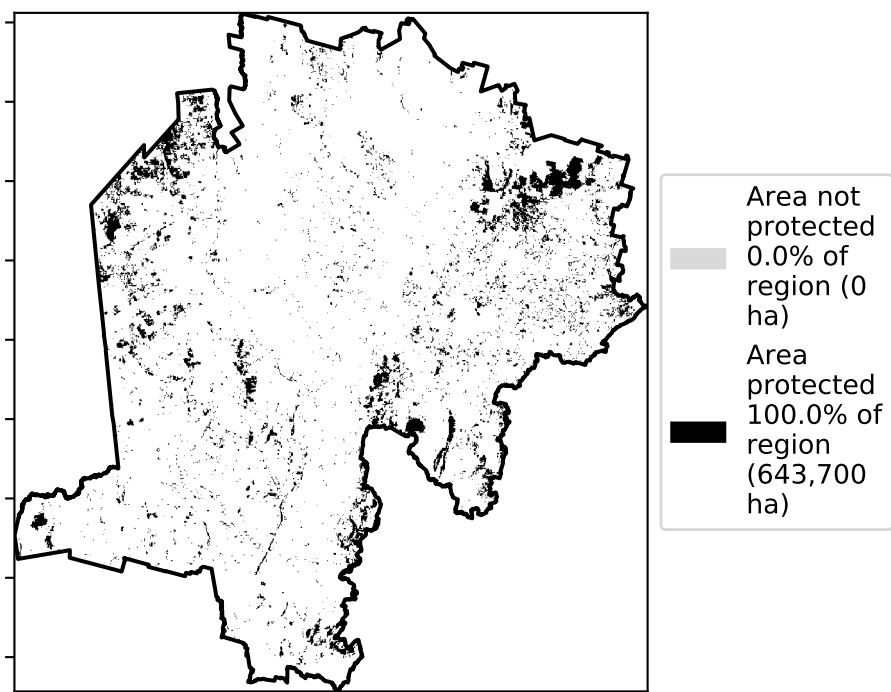 Area not
protected
0.0% of
region (0
ha)
Area
protected
100.0% of
region
(643,700
ha)